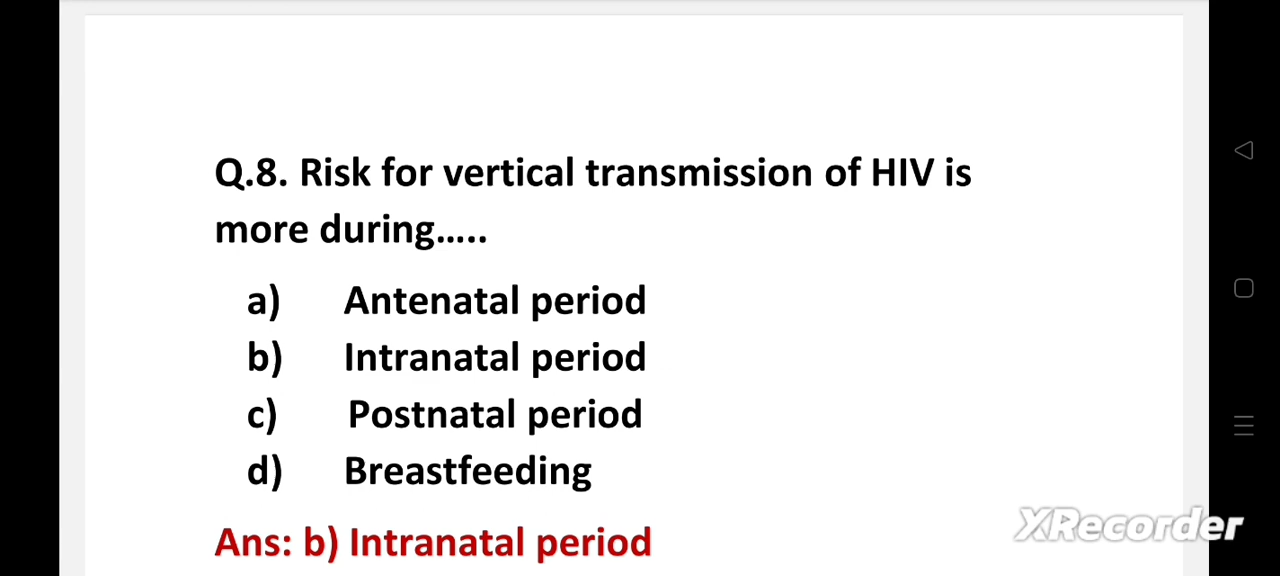 Q.8. Risk for vertical transmission of HIV is
more during.....
a) Antenatal period
b) Intranatal period
c) Postnatal period
d) Breastfeeding
Ans: b) Intranatal period
XRecorder